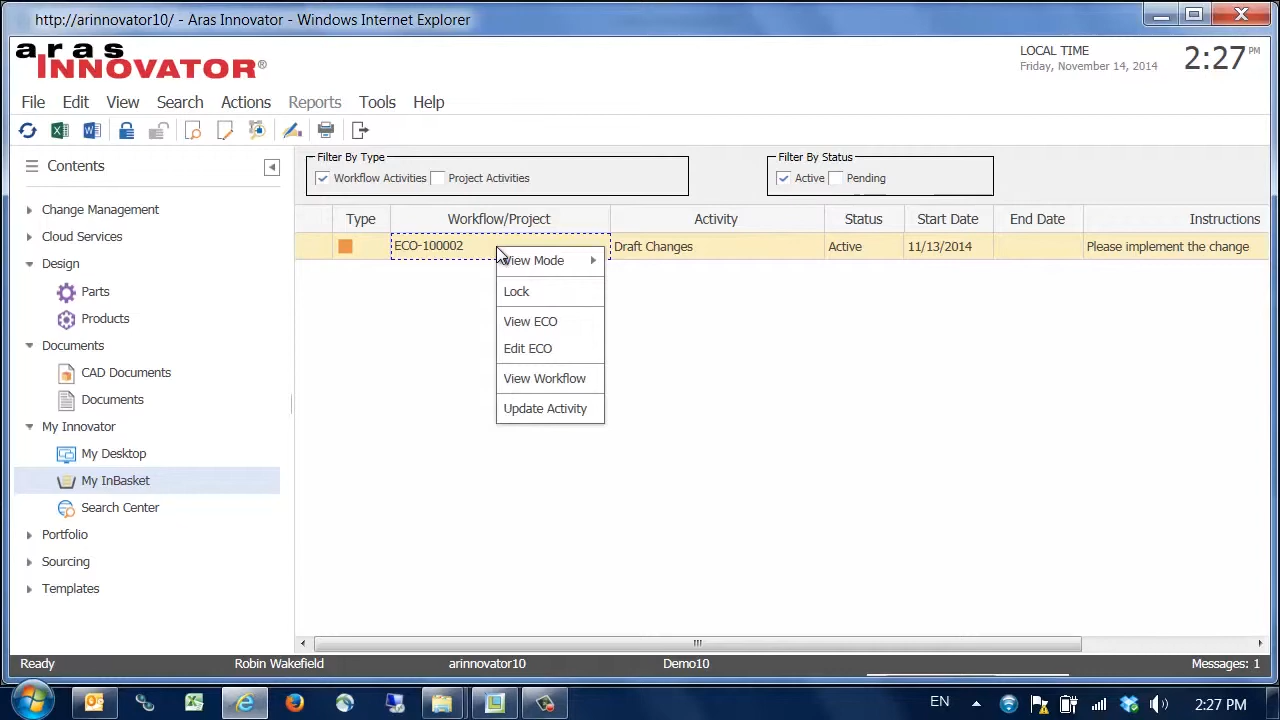 http://arinnovator10/ - Aras Innovator - Windows Internet Explorer
aras
INNOVATOR®
LOCAL TIME
Friday, November 14, 2014
2:27 PM
File Edit View Search Actions Reports Tools Help
Contents
Change Management
Cloud Services
Design
Parts
Products
Documents
CAD Documents
Documents
My Innovator
My Desktop
My InBasket
Search Center
Portfolio
Sourcing
Templates
Filter By Type
Workflow Activities Project Activities
Filter By Status
Active Pending
Type Workflow/Project Activity Status Start Date End Date Instructions
ECO-100002 Draft Changes Active 11/13/2014 Please implement the change
View Mode
Lock
View ECO
Edit ECO
View Workflow
Update Activity
Ready Robin Wakefield arinnovator10 Demo10 Messages: 1
EN 2:27 PM